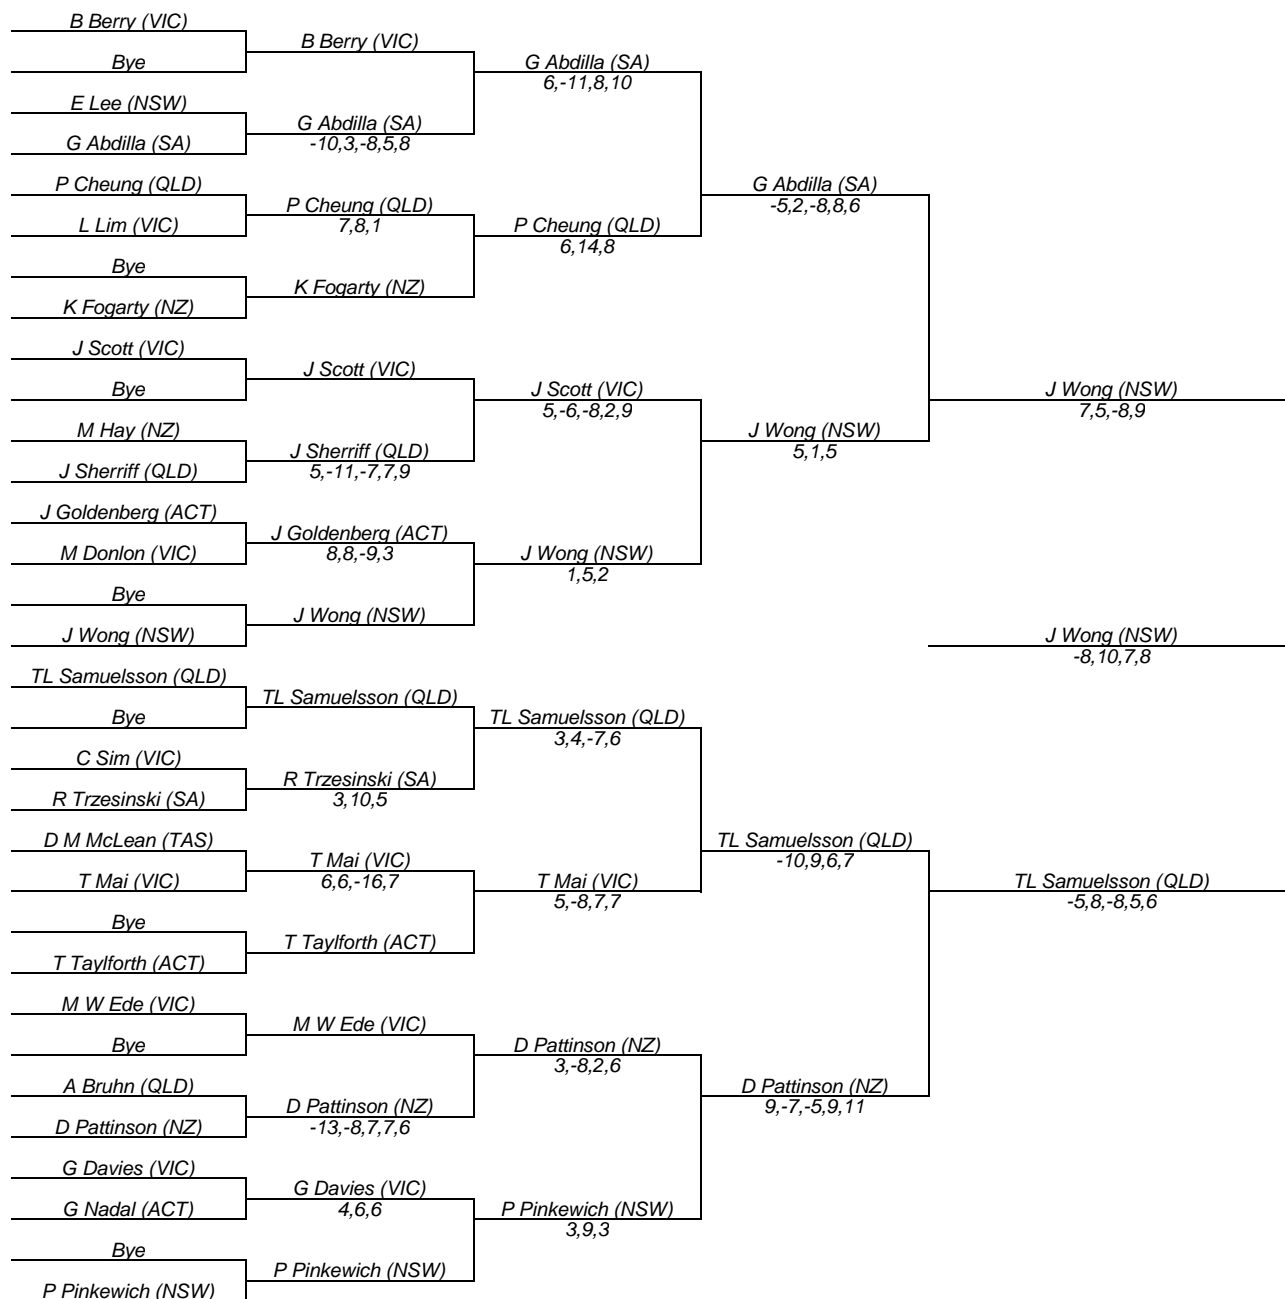 B Berry (VIC)
B Berry (VIC)
Bye
G Abdilla (SA)
6,-11,8,10
E Lee (NSW)
G Abdilla (SA)
-10,3,-8,5,8
G Abdilla (SA)
P Cheung (QLD)
G Abdilla (SA)
-5,2,-8,8,6
P Cheung (QLD)
7,8,1
L Lim (VIC)
P Cheung (QLD)
6,14,8
Bye
K Fogarty (NZ)
K Fogarty (NZ)
J Scott (VIC)
J Scott (VIC)
Bye
J Scott (VIC)
5,-6,-8,2,9
J Wong (NSW)
7,5,-8,9
M Hay (NZ)
J Wong (NSW)
5,1,5
J Sherriff (QLD)
5,-11,-7,7,9
J Sherriff (QLD)
J Goldenberg (ACT)
J Goldenberg (ACT)
8,8,-9,3
M Donlon (VIC)
J Wong (NSW)
1,5,2
Bye
J Wong (NSW)
J Wong (NSW)
J Wong (NSW)
-8,10,7,8
TL Samuelsson (QLD)
TL Samuelsson (QLD)
Bye
TL Samuelsson (QLD)
3,4,-7,6
C Sim (VIC)
R Trzesinski (SA)
3,10,5
R Trzesinski (SA)
D M McLean (TAS)
TL Samuelsson (QLD)
-10,9,6,7
T Mai (VIC)
6,6,-16,7
T Mai (VIC)
T Mai (VIC)
5,-8,7,7
TL Samuelsson (QLD)
-5,8,-8,5,6
Bye
T Taylforth (ACT)
T Taylforth (ACT)
M W Ede (VIC)
M W Ede (VIC)
Bye
D Pattinson (NZ)
3,-8,2,6
A Bruhn (QLD)
D Pattinson (NZ)
9,-7,-5,9,11
D Pattinson (NZ)
-13,-8,7,7,6
D Pattinson (NZ)
G Davies (VIC)
G Davies (VIC)
4,6,6
G Nadal (ACT)
P Pinkewich (NSW)
3,9,3
Bye
P Pinkewich (NSW)
P Pinkewich (NSW)